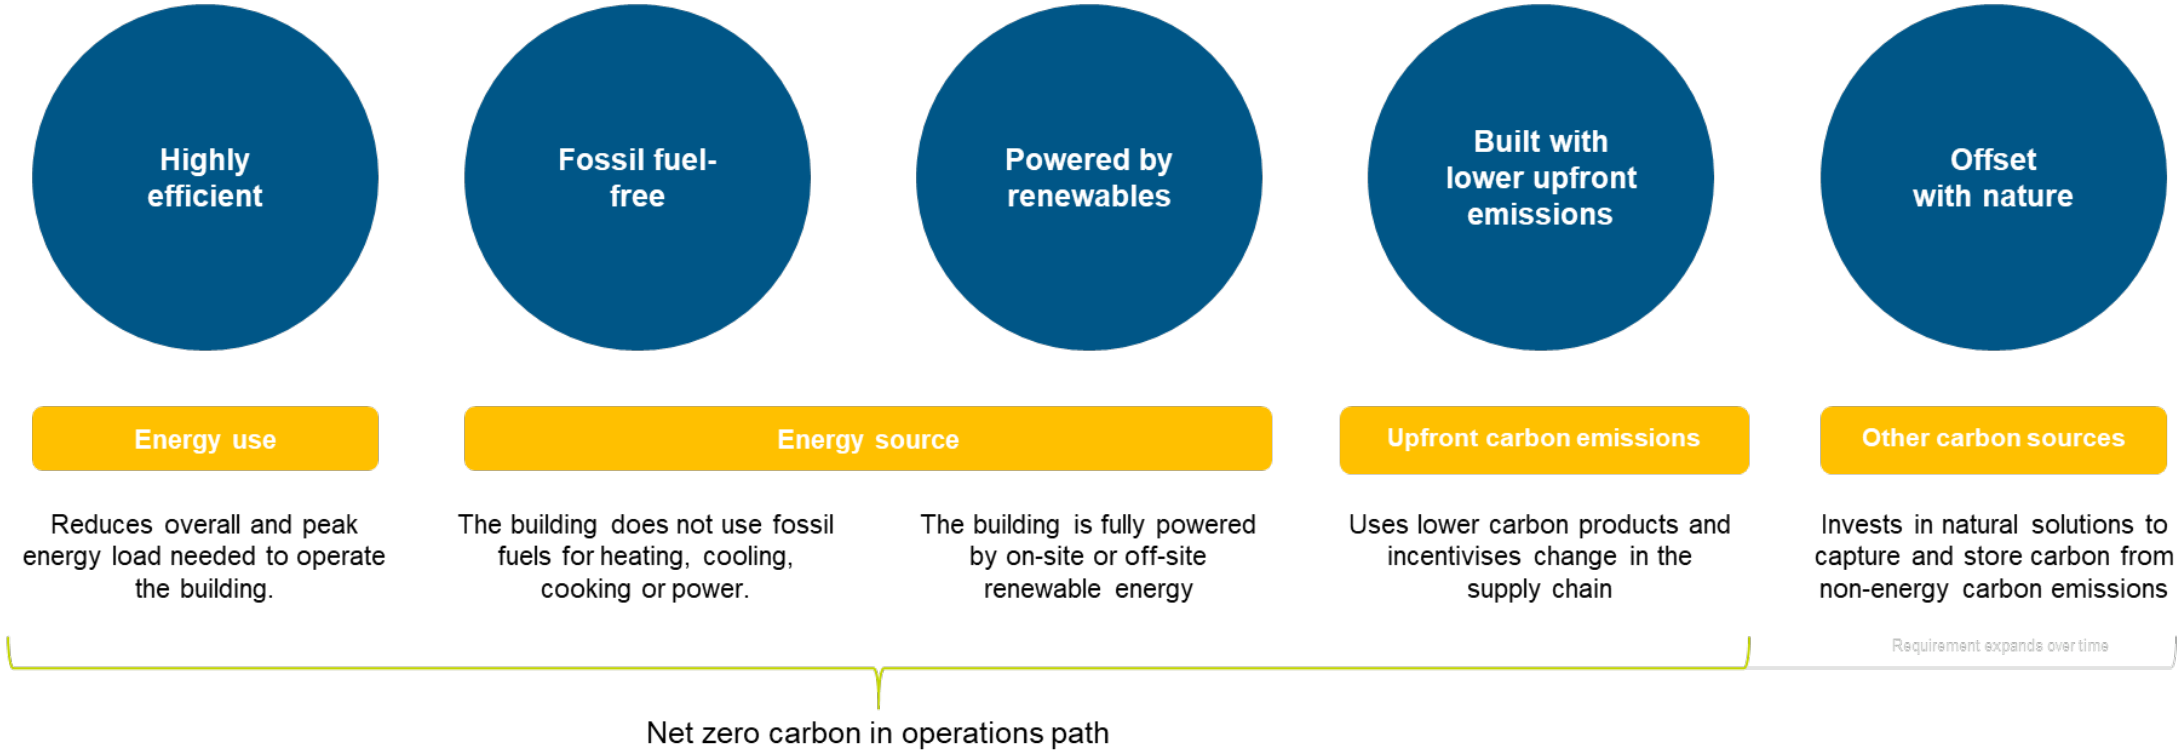 Highly
efficient
Fossil fuel-
free
Powered by
renewables
Built with
lower upfront
emissions
Offset
with nature
Energy use
Energy source
Upfront carbon emissions
Other carbon sources
Reduces overall and peak
energy load needed to operate
the building.
The building does not use fossil
fuels for heating, cooling,
cooking or power.
The building is fully powered
by on-site or off-site
renewable energy
Uses lower carbon products and
incentivises change in the
supply chain
Invests in natural solutions to
capture and store carbon from
non-energy carbon emissions
Requirement expands over time
Net zero carbon in operations path